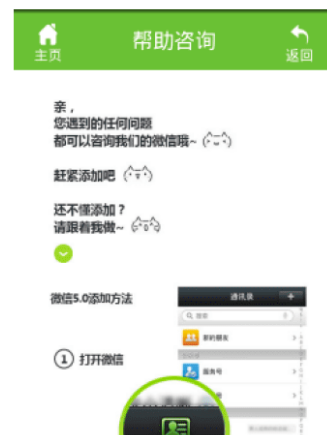 主页
帮助咨询
返回
亲，
您遇到的任何问题
都可以咨询我们的微信哦~
赶紧添加吧
还不懂添加？
请跟着我做~
微信5.0添加方法
通讯录 +
搜索
新的朋友
服务号
① 打开微信
号